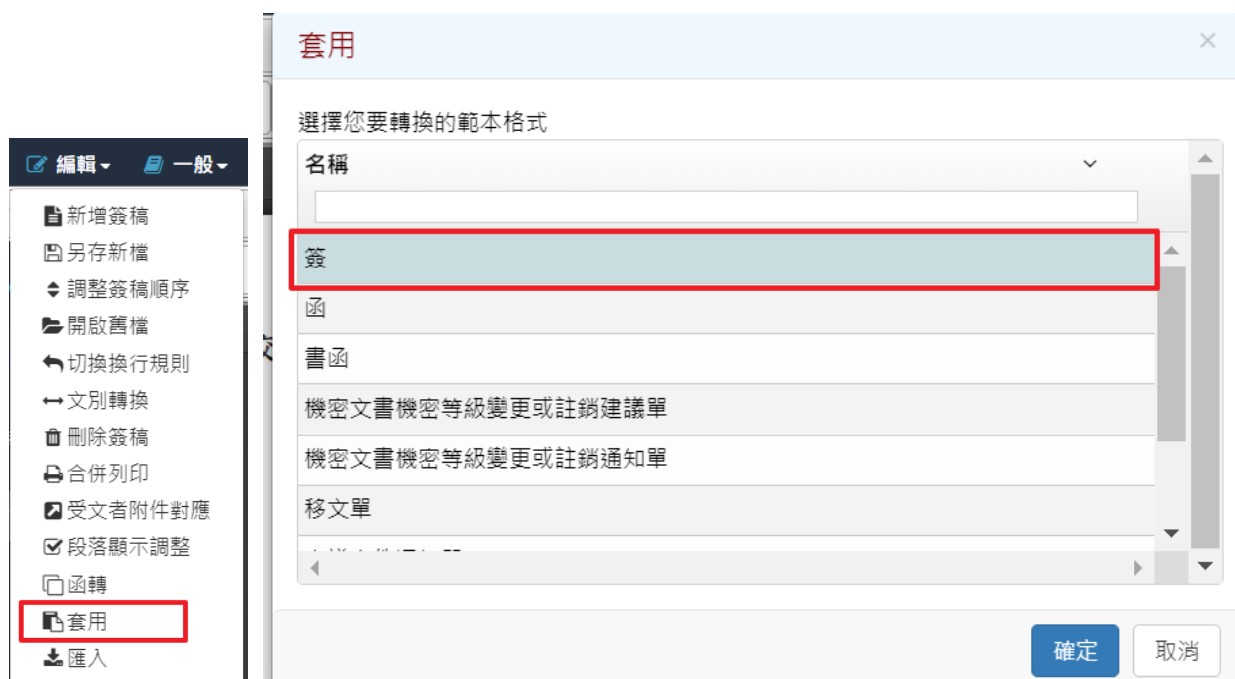 編輯 一般
新增簽稿
另存新檔
調整簽稿順序
開啟舊檔
切換換行規則
文別轉換
刪除簽稿
合併列印
受文者附件對應
段落顯示調整
函轉
套用
匯入
套用
選擇您要轉換的範本格式
名稱
簽
函
書函
機密文書機密等級變更或註銷建議單
機密文書機密等級變更或註銷通知單
移文單
確定 取消